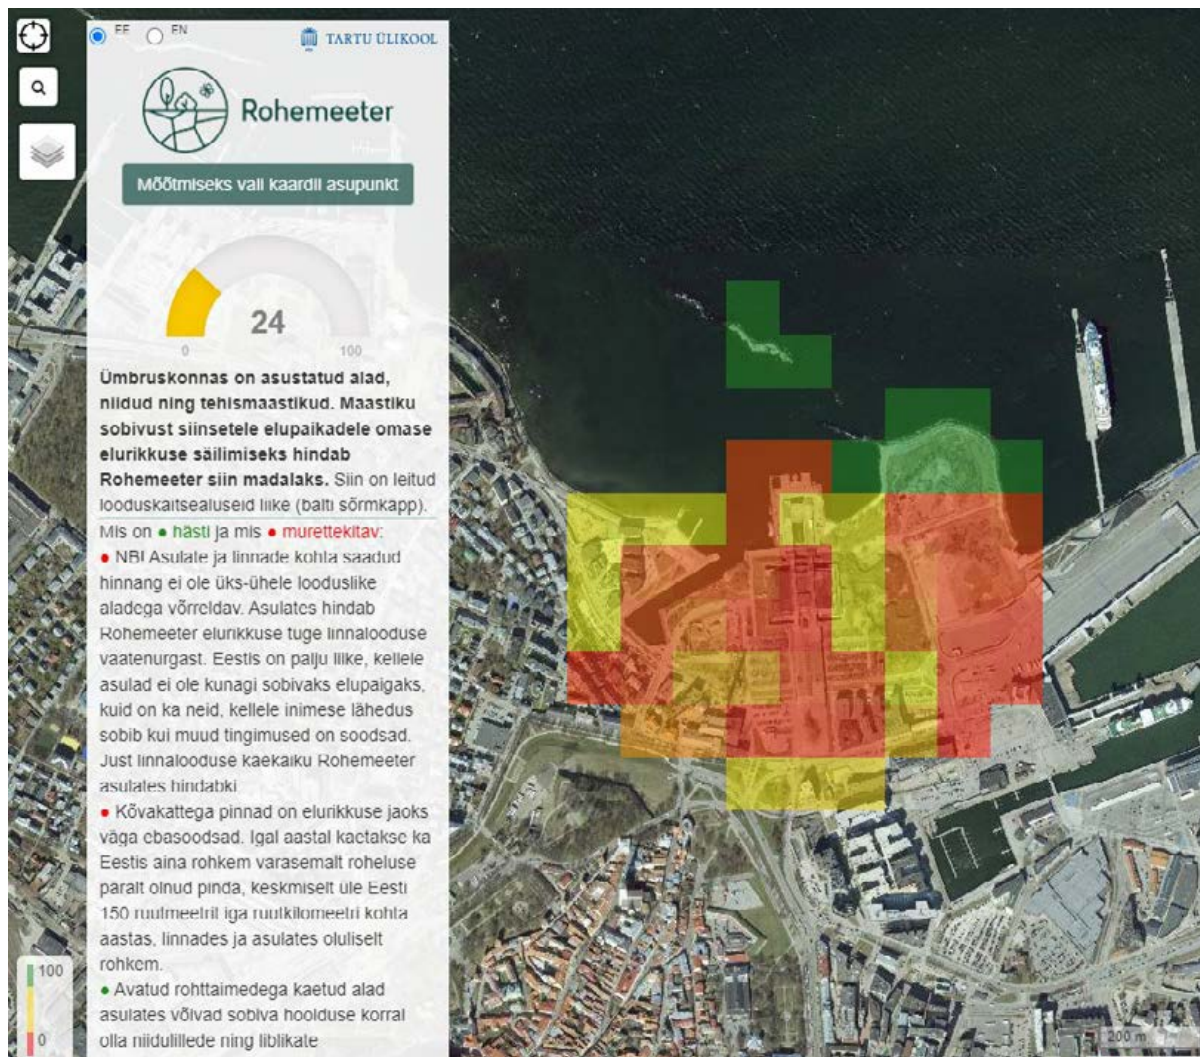 EE EN TARTU ÜLIKOOL
Rohemeeter
Mõõtmiseks vali kaardil asupunkt
24
0 100
Ümbruskonnas on asustatud alad,
niidud ning tehismaastikud. Maastiku
sobivust siinsetele elupaikadele omase
elurikkuse säilimiseks hindab
Rohemeeter siin madalaks. Siin on leitud
looduskaitsealuseid liike (balti sõrmkäpp).
Mis on ● hästi ja mis ● murettekitav:
● NB! Asulate ja linnade kohta saadud
hinnang ei ole üks-ühele looduslike
aladega võrreldav. Asulates hindab
Rohemeeter elurikkuse tuge linnalooduse
vaatenurgast. Eestis on palju liike, kellele
asulad ei ole kunagi sobivaks elupaigaks,
kuid on ka neid, kellele inimese lähedus
sobib kui muud tingimused on soodsad.
Just linnalooduse käekäiku Rohemeeter
asulates hindabki.
● Kõvakattega pinnad on elurikkuse jaoks
väga ebasoodsad. Igal aastal kaetakse ka
Eestis aina rohkem varasemalt roheluse
päralt olnud pinda, keskmiselt üle Eesti
150 ruutmeetrit iga ruutkilomeetri kohta
aastas, linnades ja asulates oluliselt
rohkem.
● Avatud rohttaimedega kaetud alad
asulates võivad sobiva hoolduse korral
olla niidulillede ning liblikate
100
0
200 m